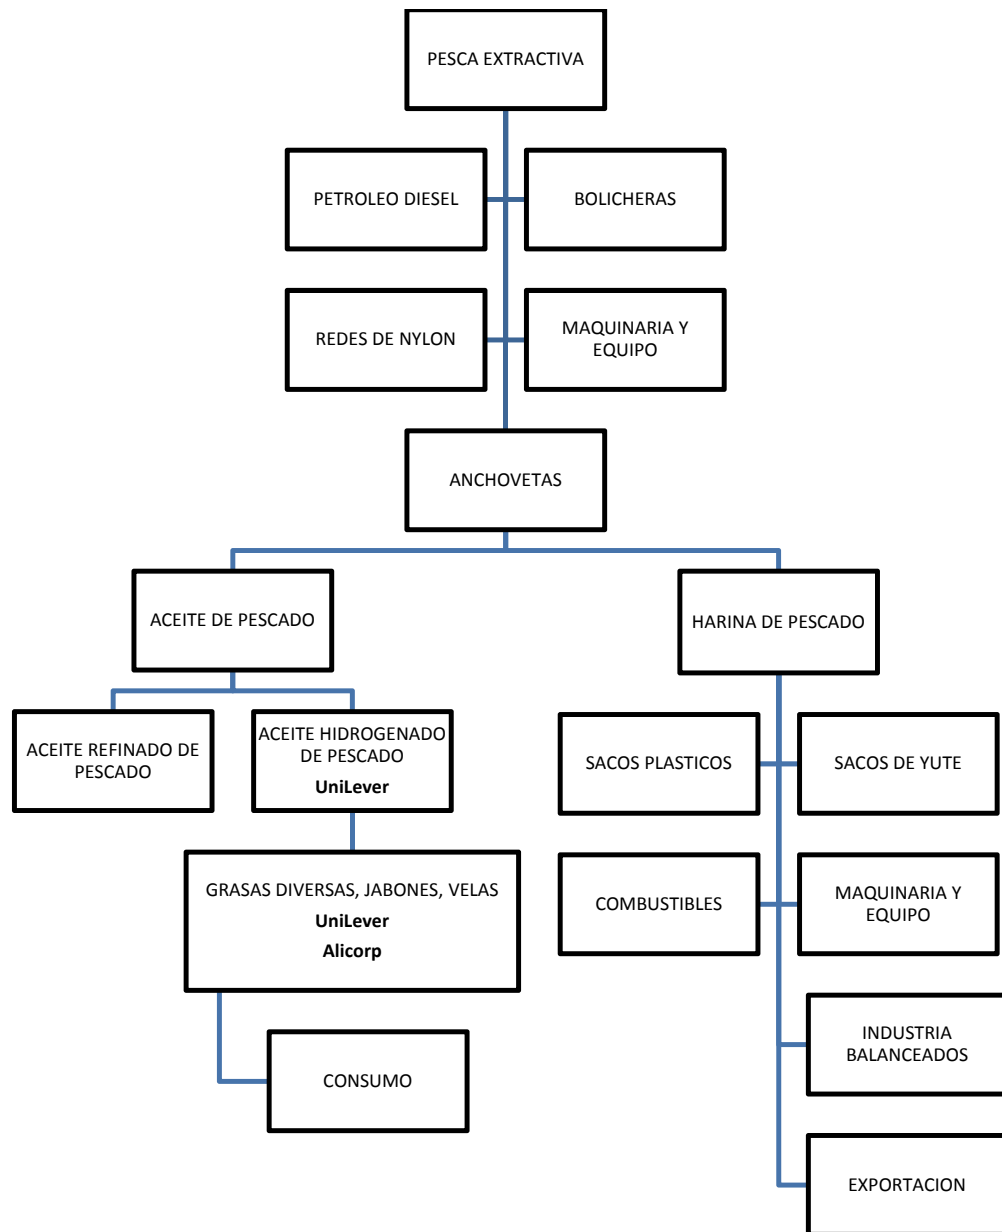 PESCA EXTRACTIVA
PETROLEO DIESEL
BOLICHERAS
REDES DE NYLON
MAQUINARIA Y
EQUIPO
ANCHOVETAS
ACEITE DE PESCADO
HARINA DE PESCADO
ACEITE REFINADO DE
PESCADO
ACEITE HIDROGENADO
DE PESCADO
UniLever
SACOS PLASTICOS
SACOS DE YUTE
GRASAS DIVERSAS, JABONES, VELAS
UniLever
Alicorp
COMBUSTIBLES
MAQUINARIA Y
EQUIPO
INDUSTRIA
BALANCEADOS
CONSUMO
EXPORTACION